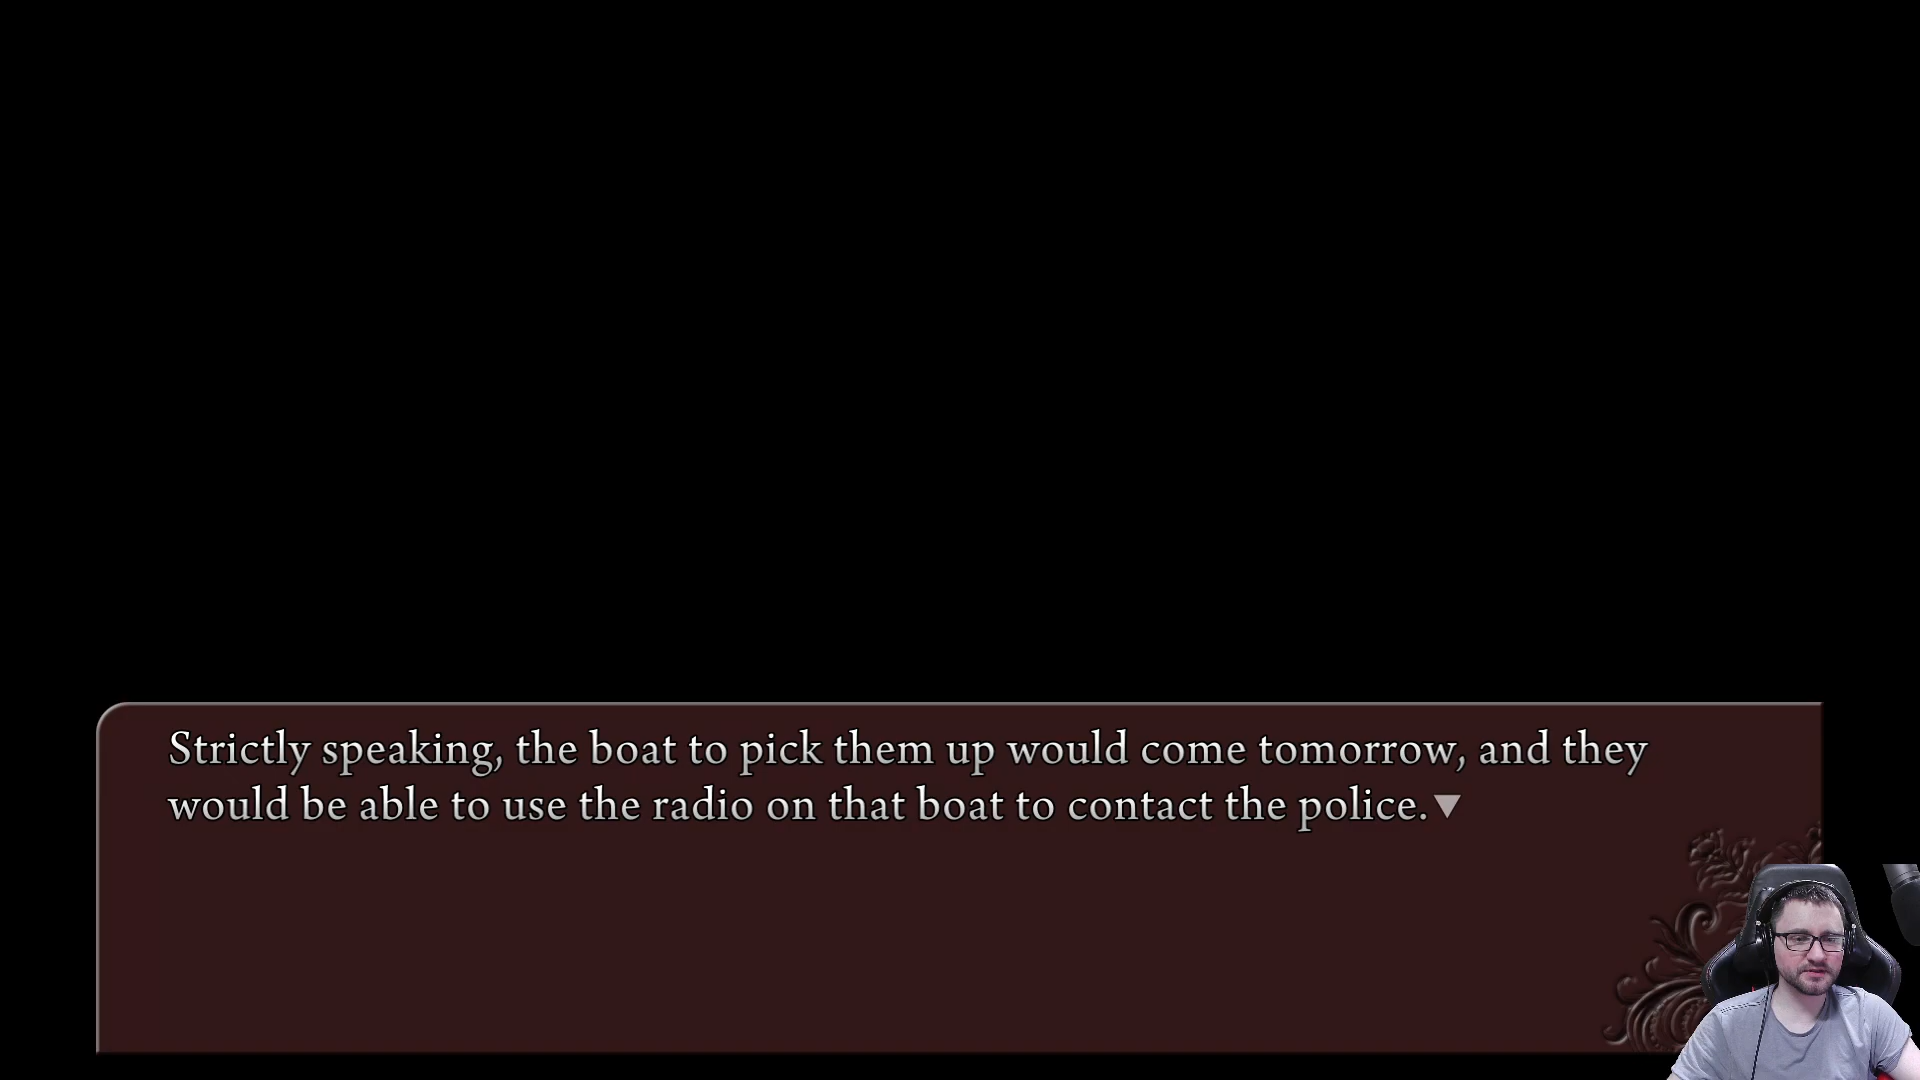 Strictly speaking, the boat to pick them up would come tomorrow, and they
would be able to use the radio on that boat to contact the police.